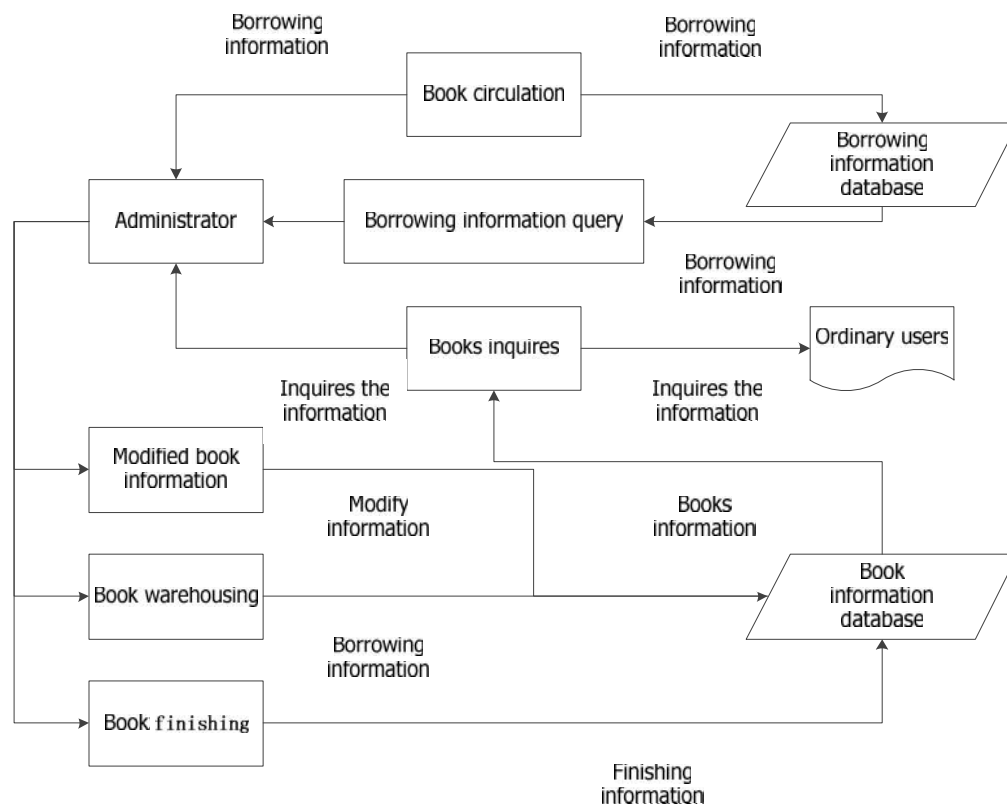 Borrowing
information
Borrowing
information
Book circulation
Borrowing
information
database
Administrator
Borrowing information query
Borrowing
information
Books inquires
Ordinary users
Inquires the
information
Inquires the
information
Modified book
information
Modify
information
Books
information
Book warehousing
Book
information
database
Borrowing
information
Book finishing
Finishing
information